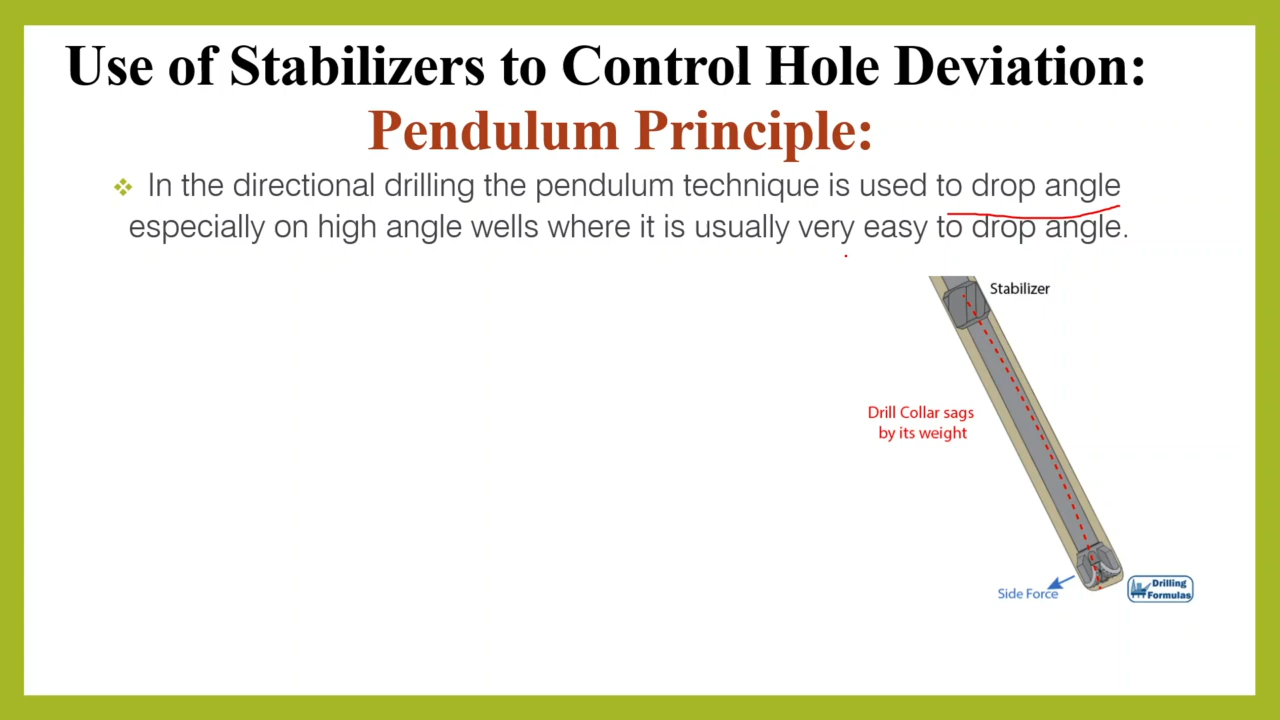 Use of Stabilizers to Control Hole Deviation:
Pendulum Principle:
In the directional drilling the pendulum technique is used to drop angle
especially on high angle wells where it is usually very easy to drop angle.
Stabilizer
Drill Collar sags
by its weight
Side Force
Drilling
Formulas